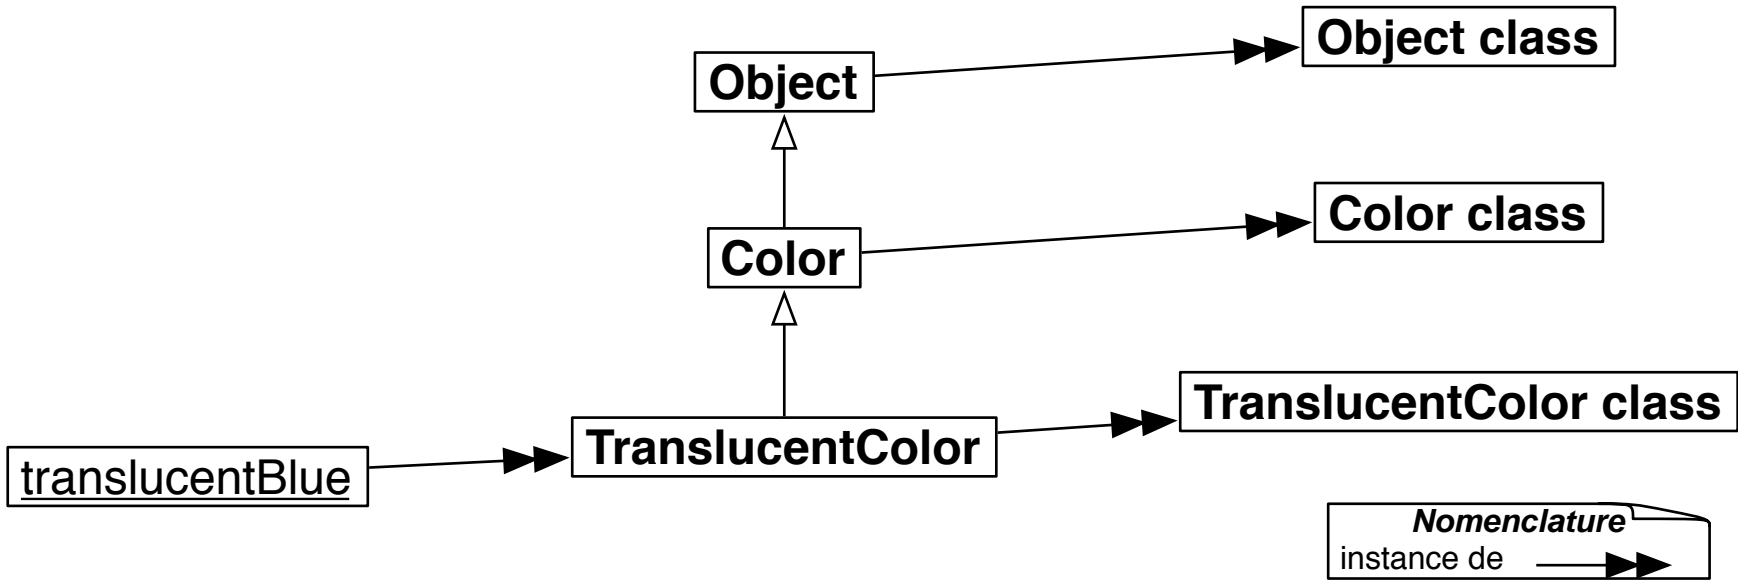 Object class
Object
Color class
Color
TranslucentColor class
TranslucentColor
translucentBlue
Nomenclature
instance de